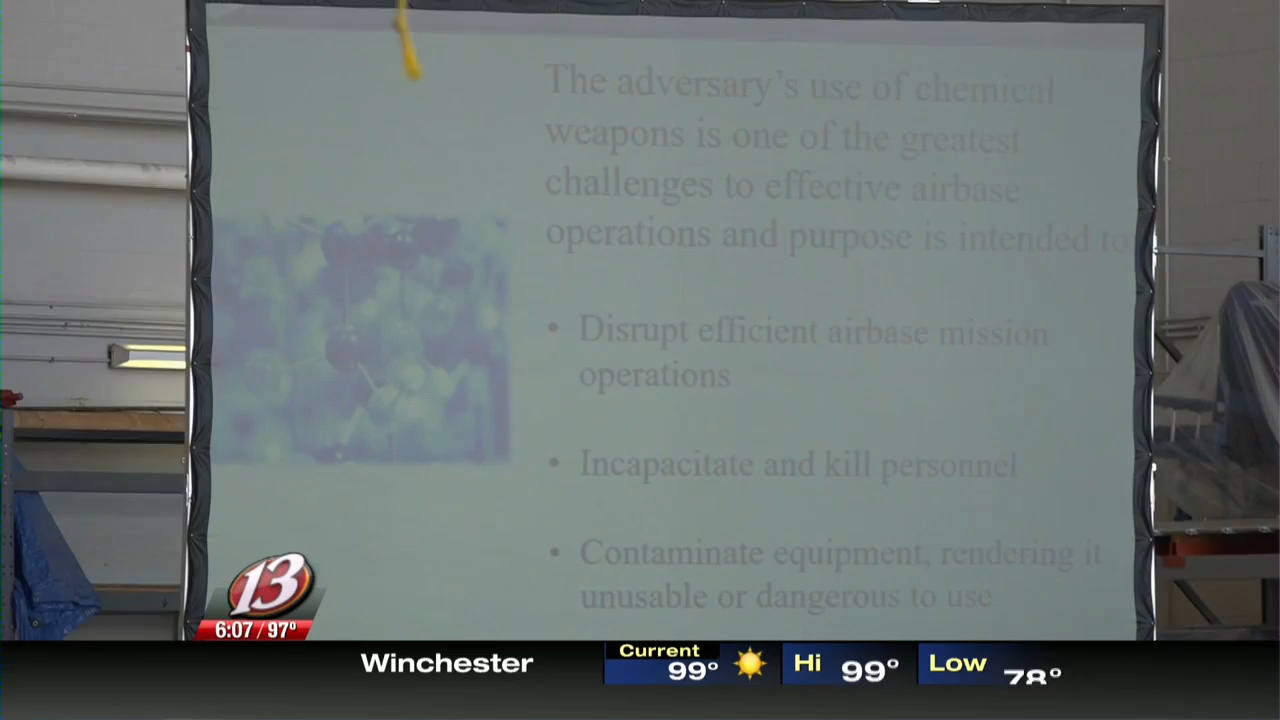 The adversary's use of chemical
weapons is one of the greatest
challenges to effective airbase
operations and purpose is intended to
• Disrupt efficient airbase mission
operations
• Incapacitate and kill personnel
• Contaminate equipment, rendering it
unusable or dangerous to use
13
6:07 / 97°
Winchester
Current
99°
Hi 99°
Low 78°